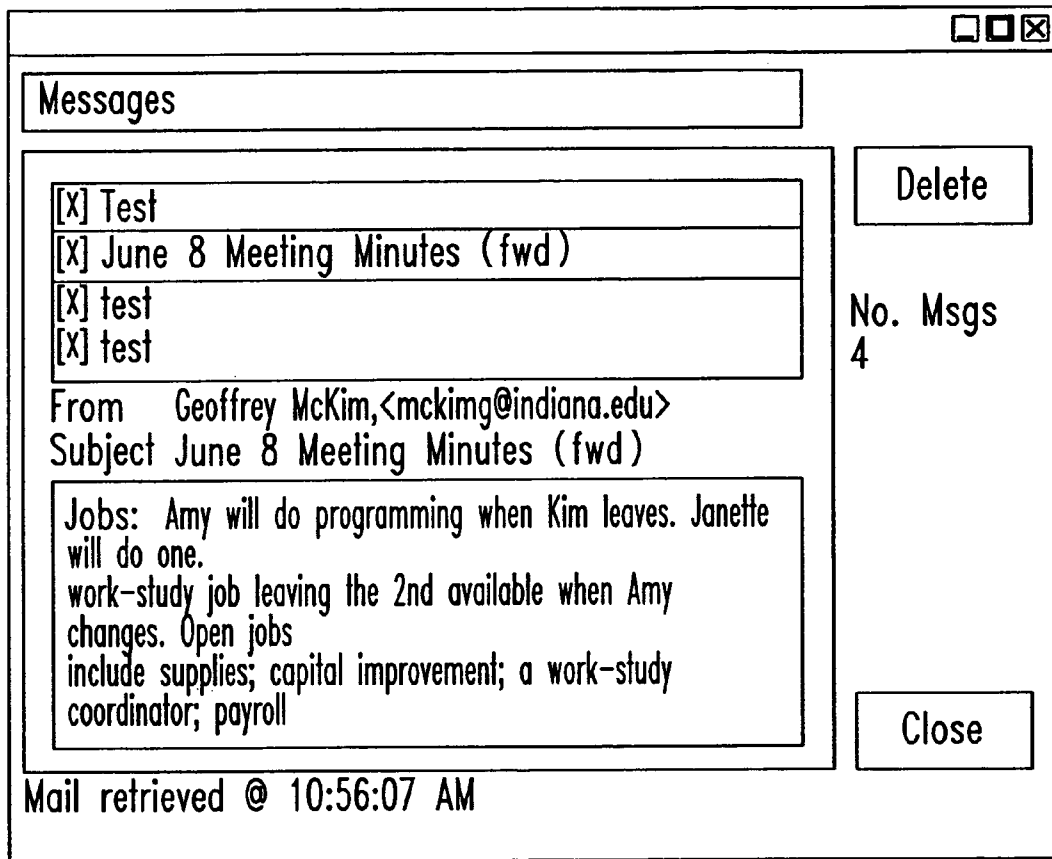 Messages
Delete
[X] Test
[X] June 8 Meeting Minutes (fwd)
[X] test
[X] test
No. Msgs
4
From Geoffrey McKim,<mckimg@indiana.edu>
Subject June 8 Meeting Minutes (fwd)
Jobs: Amy will do programming when Kim leaves. Janette
will do one.
work-study job leaving the 2nd available when Amy
changes. Open jobs
include supplies; capital improvement; a work-study
coordinator; payroll
Close
Mail retrieved @ 10:56:07 AM